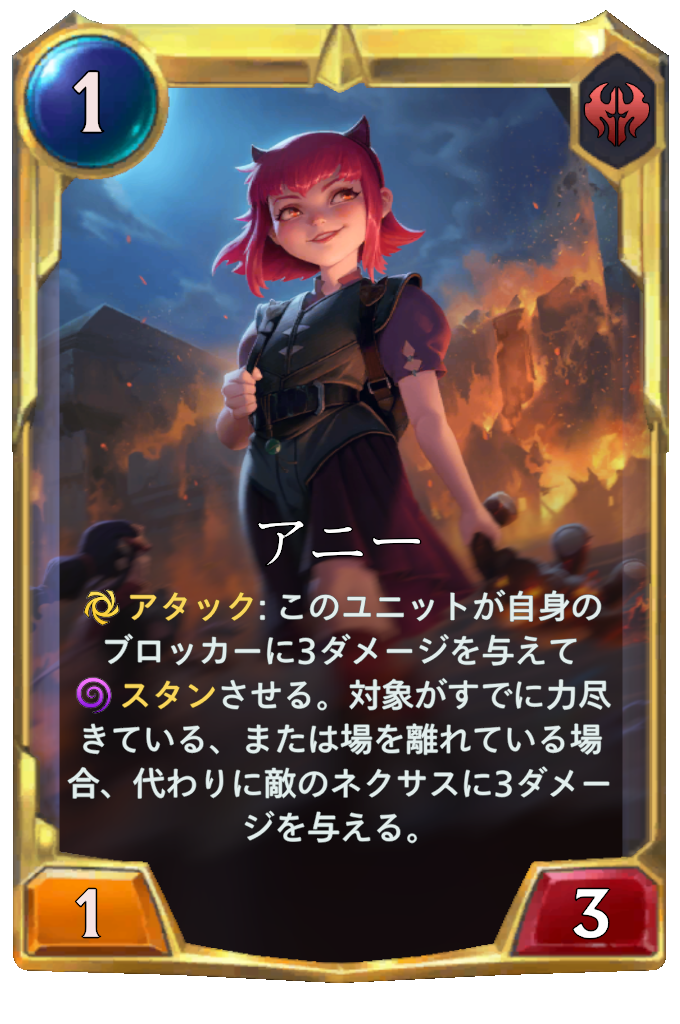 1
アニー
アタック: このユニットが自身の
ブロッカーに3ダメージを与えて
スタンさせる。対象がすでに力尽
きている、または場を離れている場
合、代わりに敵のネクサスに3ダメー
ジを与える。
1
3